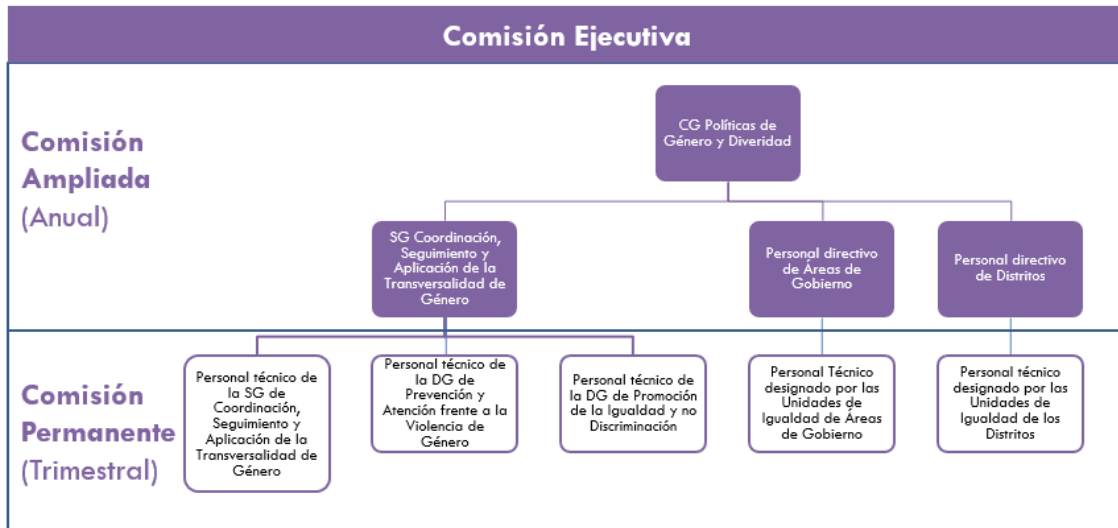 Comisión Ejecutiva
Comisión
Ampliada
(Anual)
CG Políticas de
Género y Diveridad
SG Coordinación,
Seguimiento y
Aplicación de la
Transversalidad de
Género
Personal directivo
de Áreas de
Gobierno
Personal directivo
de Distritos
Comisión
Permanente
(Trimestral)
Personal técnico de
la SG de
Coordinación,
Seguimiento y
Aplicación de la
Transversalidad de
Género
Personal técnico de
la DG de
Prevención y
Atención frente a la
Violencia de
Género
Personal técnico de
la DG de Promoción
de la Igualdad y no
Discriminación
Personal Técnico
designado por las
Unidades de
Igualdad de Áreas
de Gobierno
Personal técnico
designado por las
Unidades de
Igualdad de los
Distritos